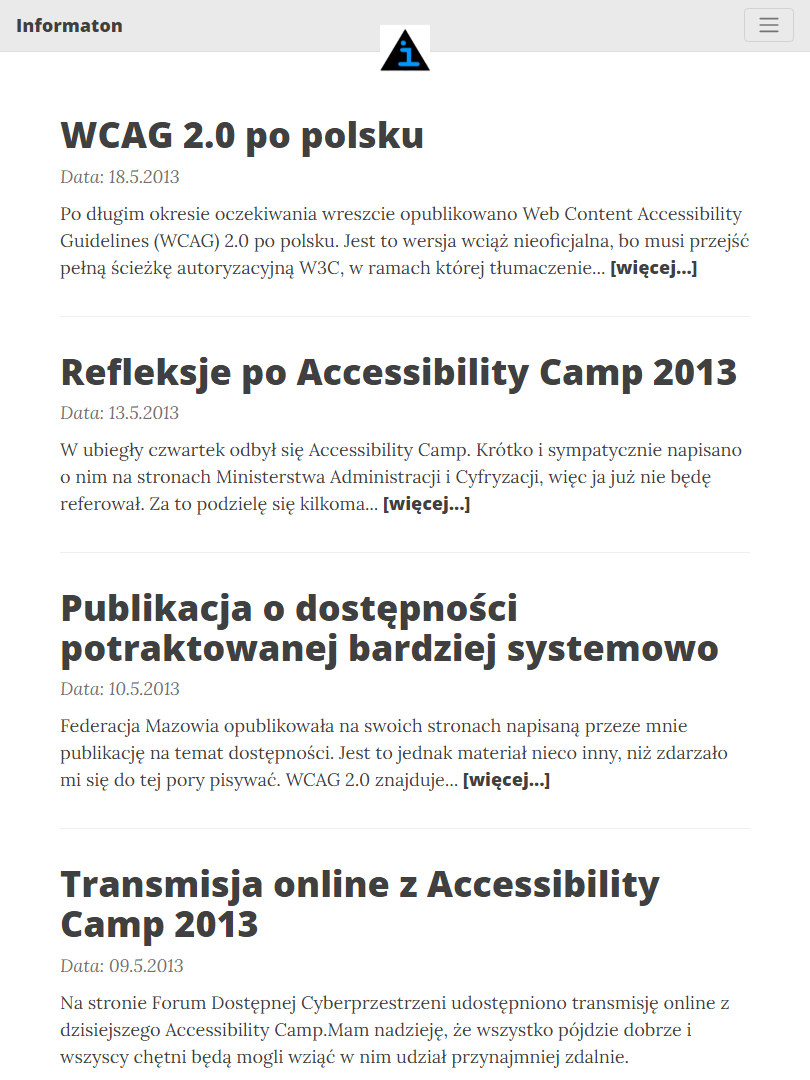 Informaton
i
WCAG 2.0 po polsku
Data: 18.5.2013
Po długim okresie oczekiwania wreszcie opublikowano Web Content Accessibility
Guidelines (WCAG) 2.0 po polsku. Jest to wersja wciąż nieoficjalna, bo musi przejść
pełną ścieżkę autoryzacyjną W3C, w ramach której tłumaczenie... [więcej...]
Refleksje po Accessibility Camp 2013
Data: 13.5.2013
W ubiegły czwartek odbył się Accessibility Camp. Krótko i sympatycznie napisano
o nim na stronach Ministerstwa Administracji i Cyfryzacji, więc ja już nie będę
referował. Za to podzielę się kilkoma... [więcej...]
Publikacja o dostępności
potraktowanej bardziej systemowo
Data: 10.5.2013
Federacja Mazowia opublikowała na swoich stronach napisaną przeze mnie
publikację na temat dostępności. Jest to jednak materiał nieco inny, niż zdarzało
mi się do tej pory pisywać. WCAG 2.0 znajduje... [więcej...]
Transmisja online z Accessibility
Camp 2013
Data: 09.5.2013
Na stronie Forum Dostępnej Cyberprzestrzeni udostępniono transmisję online z
dzisiejszego Accessibility Camp.Mam nadzieję, że wszystko pójdzie dobrze i
wszyscy chętni będą mogli wziąć w nim udział przynajmniej zdalnie.